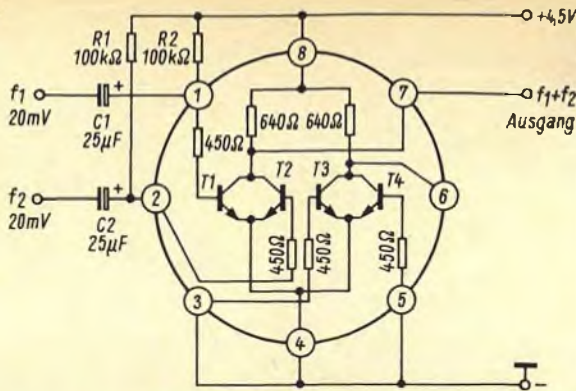 R1
100kΩ
R2
100kΩ
+4,5V
8
f1
20mV
C1
25µF
+
1
7
f1+f2
Ausgang
640Ω
640Ω
450Ω
T1
T2
T3
T4
f2
20mV
C2
25µF
+
2
6
450Ω
450Ω
450Ω
3
5
4
-